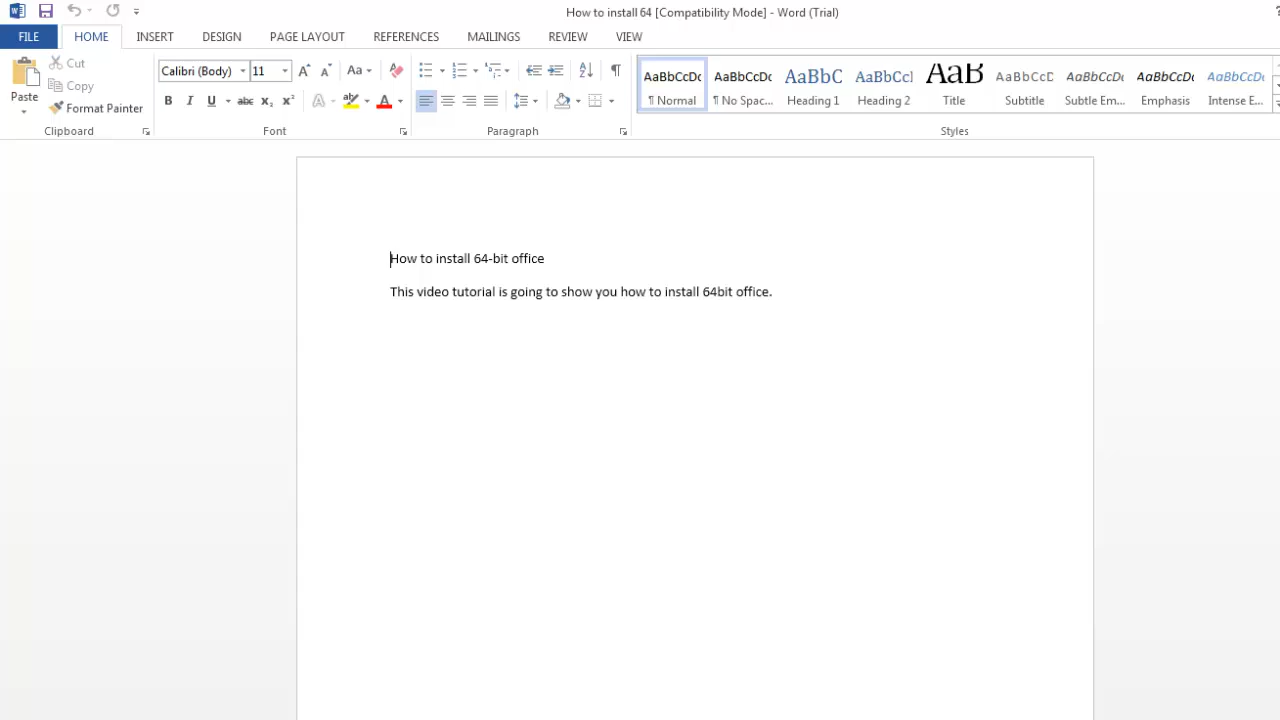 How to install 64 [Compatibility Mode] - Word (Trial)
FILE HOME INSERT DESIGN PAGE LAYOUT REFERENCES MAILINGS REVIEW VIEW
Paste
Cut
Copy
Format Painter
Clipboard
Calibri (Body) 11
Font
Paragraph
AaBbCcDc AaBbCcDc AaBbC AaBbCcI AaB AaBbCcD AaBbCcDt AaBbCcDt AaBbCcDt
¶ Normal ¶ No Spac... Heading 1 Heading 2 Title Subtitle Subtle Em... Emphasis Intense E...
Styles
How to install 64-bit office
This video tutorial is going to show you how to install 64bit office.